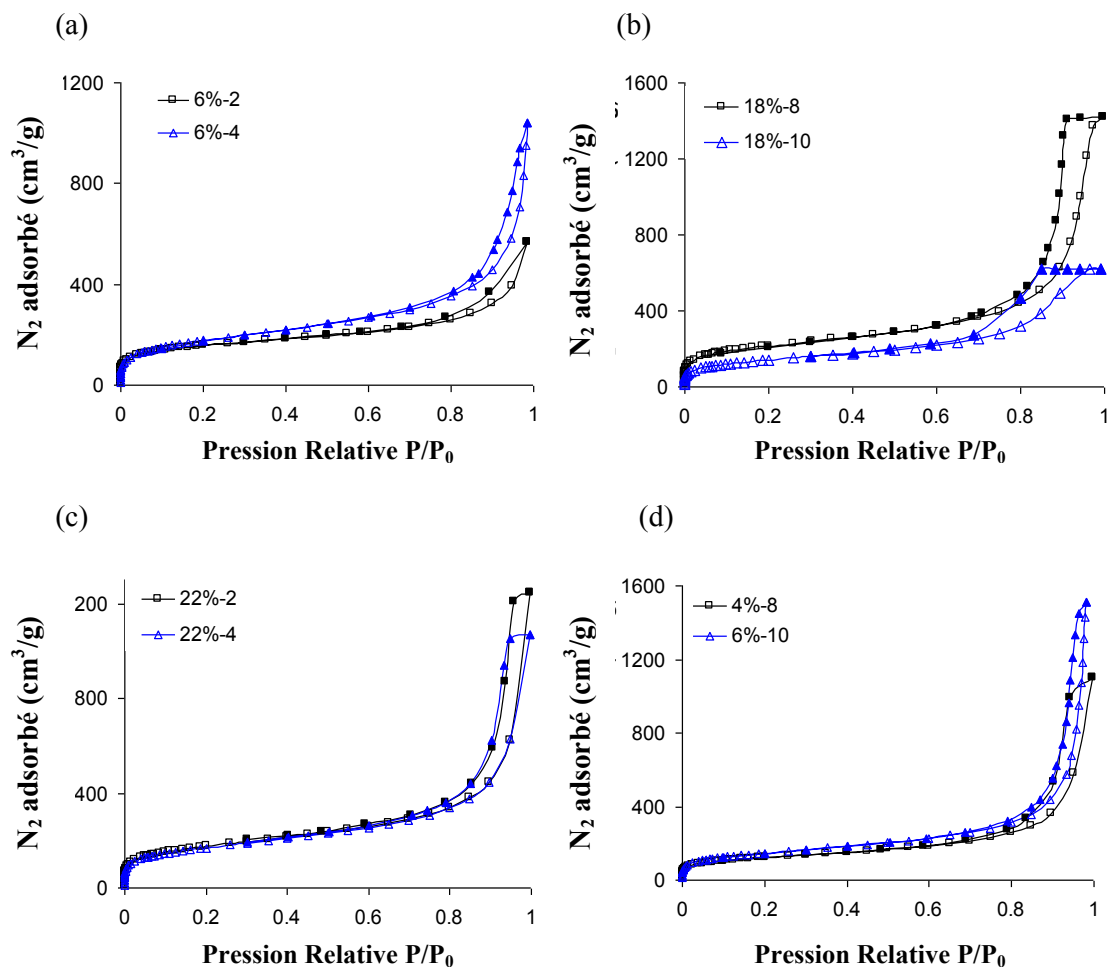 (a)
1200
800
400
0
0 0.2 0.4 0.6 0.8 1
N₂ adsorbé (cm³/g)
Pression Relative P/P₀
6%-2
6%-4
(b)
1600
1200
800
400
0
0 0.2 0.4 0.6 0.8 1
N₂ adsorbé (cm³/g)
Pression Relative P/P₀
18%-8
18%-10
(c)
200
800
400
0
0 0.2 0.4 0.6 0.8 1
N₂ adsorbé (cm³/g)
Pression Relative P/P₀
22%-2
22%-4
(d)
1600
1200
800
400
0
0 0.2 0.4 0.6 0.8 1
N₂ adsorbé (cm³/g)
Pression Relative P/P₀
4%-8
6%-10